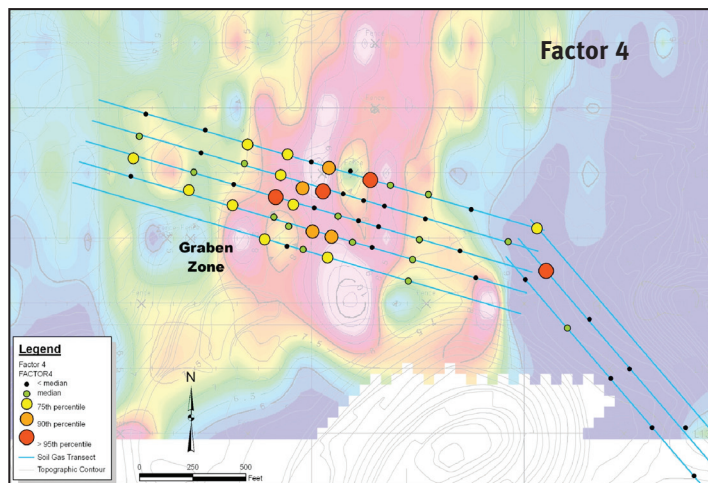 Factor 4
Graben
Zone
Legend
Factor 4
FACTOR4
< median
median
75th percentile
90th percentile
> 95th percentile
Soil Gas Transect
Topographic Contour
N
0 250 500
Feet